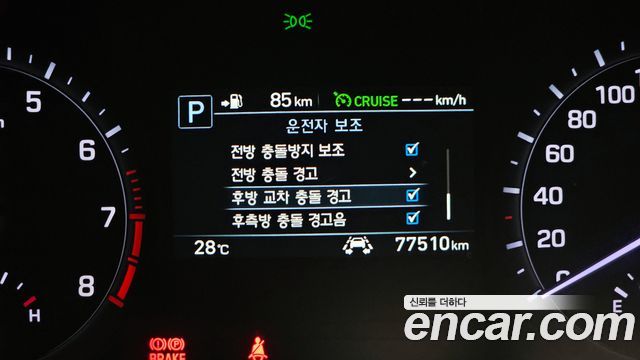 P
85 km
CRUISE ---km/h
운전자 보조
전방 충돌방지 보조
전방 충돌 경고
후방 교차 충돌 경고
후측방 충돌 경고음
28℃
77510 km
5
6
7
8
H
100
80
40
20
0
E
(P)
BRAKE
신뢰를 더하다
encar.com